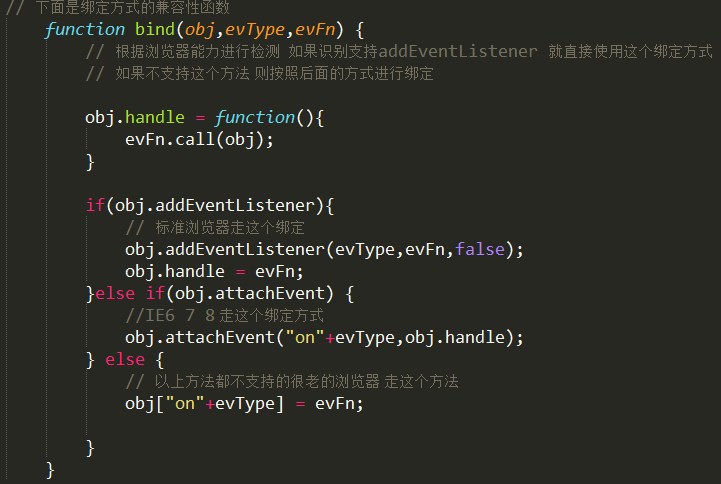 // 下面是绑定方式的兼容性函数
function bind(obj,evType,evFn) {
// 根据浏览器能力进行检测 如果识别支持addEventListener 就直接使用这个绑定方式
// 如果不支持这个方法 则按照后面的方式进行绑定
obj.handle = function(){
evFn.call(obj);
}
if(obj.addEventListener){
// 标准浏览器走这个绑定
obj.addEventListener(evType,evFn,false);
obj.handle = evFn;
}else if(obj.attachEvent) {
//IE6 7 8走这个绑定方式
obj.attachEvent("on"+evType,obj.handle);
} else {
// 以上方法都不支持的很老的浏览器 走这个方法
obj["on"+evType] = evFn;
}
}